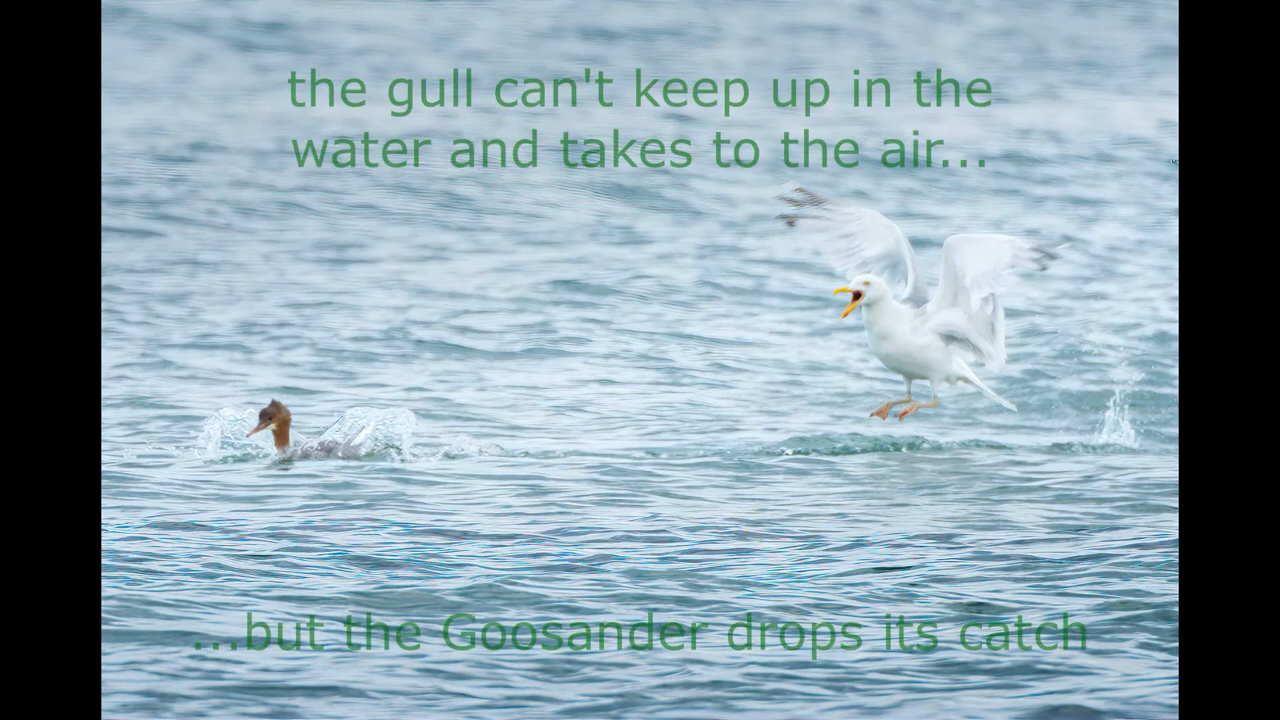 the gull can't keep up in the
water and takes to the air...
...but the Goosander drops its catch